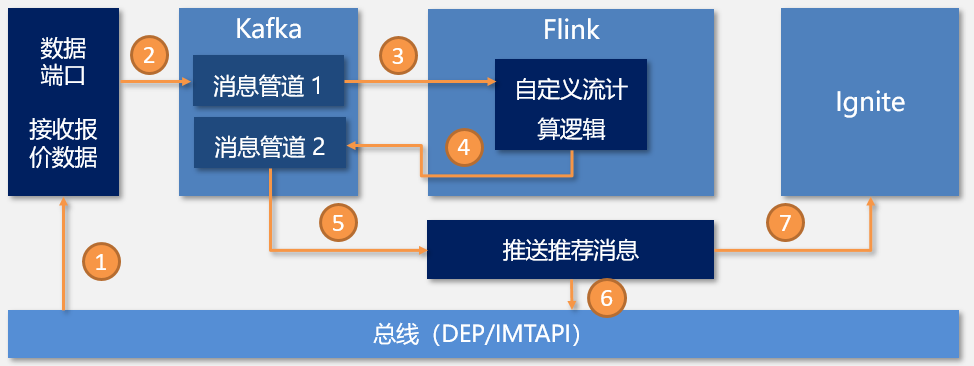 数据
端口
接收报
价数据
2
Kafka
消息管道 1
消息管道 2
3
Flink
自定义流计
算逻辑
4
Ignite
5
推送推荐消息
7
1
6
总线（DEP/IMTAPI）